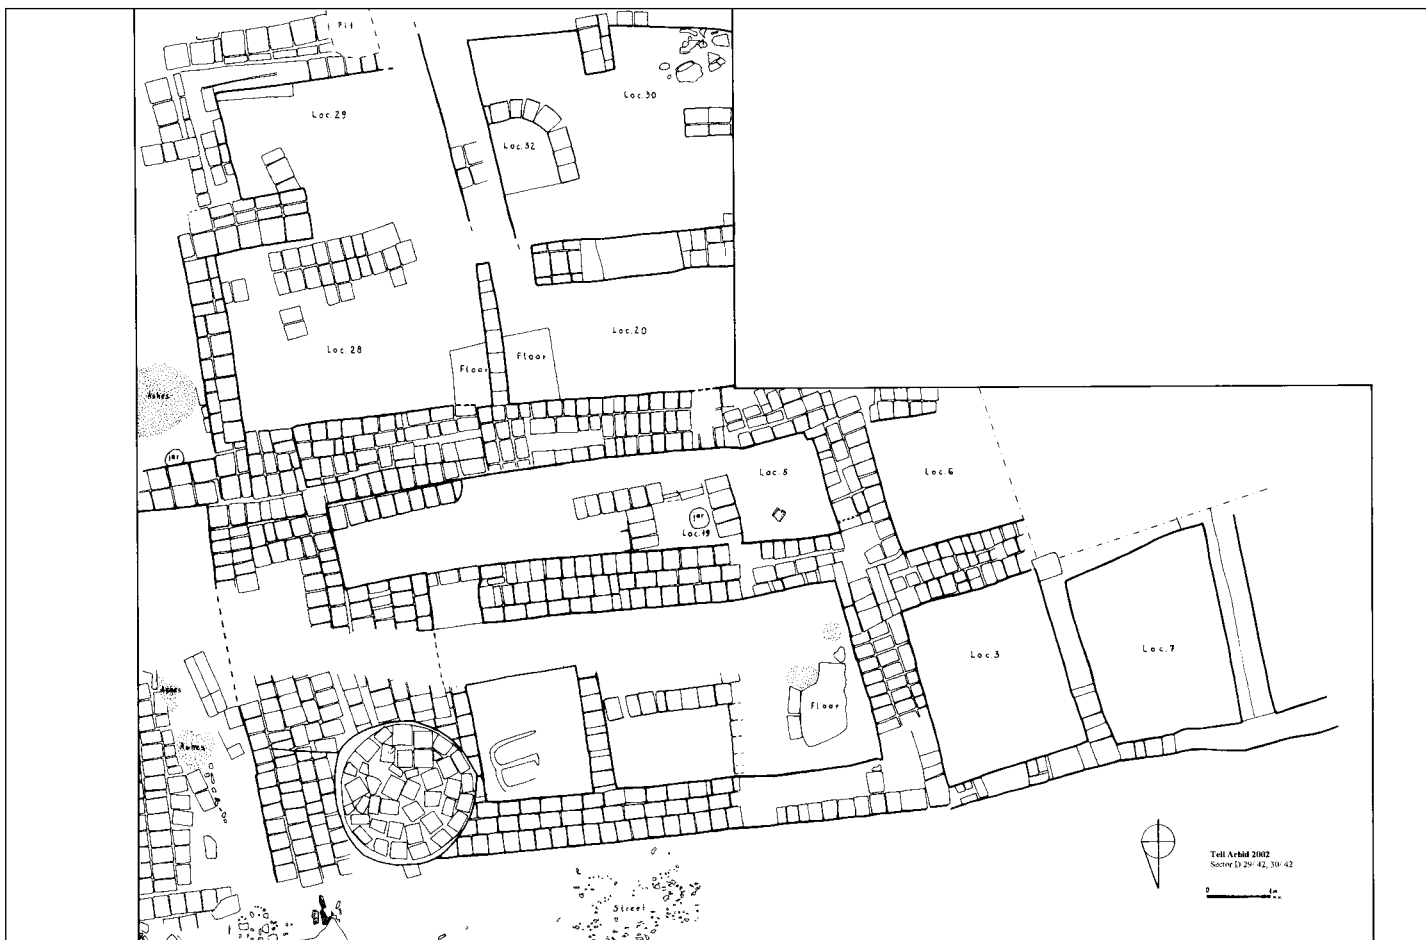 Pit
Loc.29
Loc.30
Loc.32
Loc.28
Loc.20
Floor
Floor
Ashes
jar
Loc.8
Loc.6
jar
Loc.19
Loc.3
Loc.7
Ashes
Floor
Ashes
Street
Tell Arbid 2002
Sector D 29/42, 30/42
0